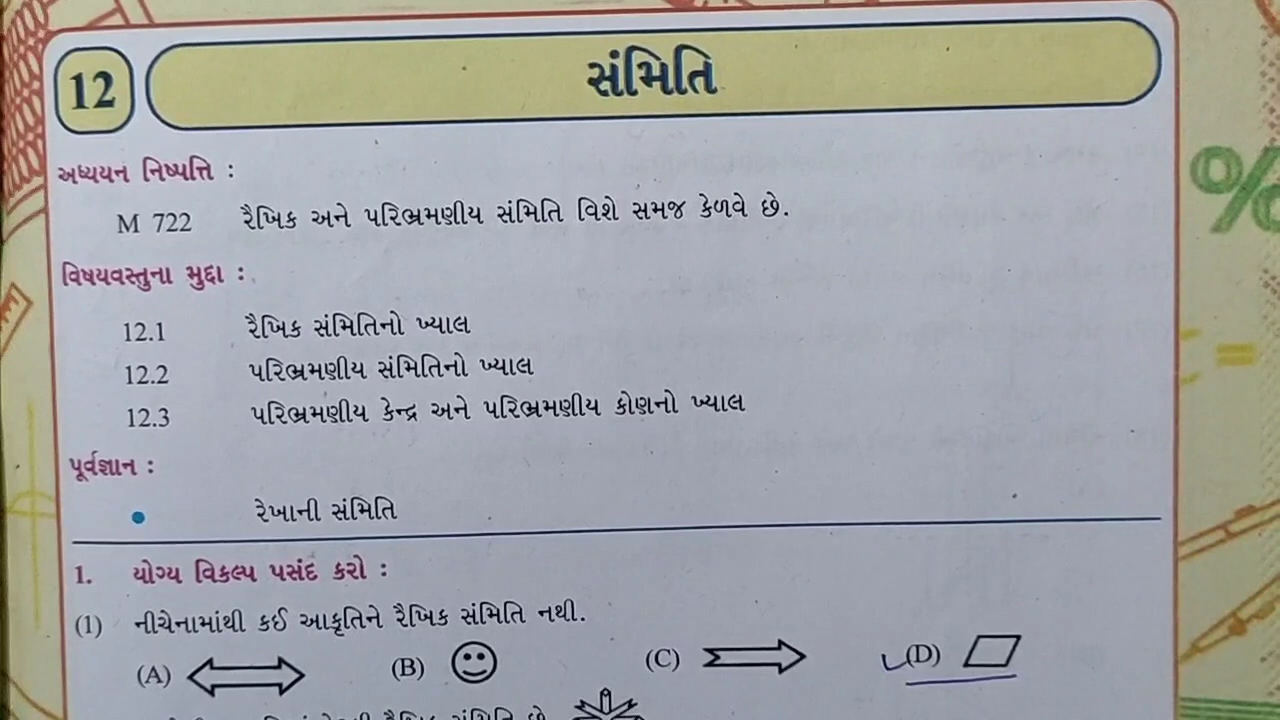 12 સંમિતિ
અધ્યયન નિષ્પત્તિ :
M 722 રૈખિક અને પરિભ્રમણીય સંમિતિ વિશે સમજ કેળવે છે.
વિષયવસ્તુના મુદ્દા :
12.1 રૈખિક સંમિતિનો ખ્યાલ
12.2 પરિભ્રમણીય સંમિતિનો ખ્યાલ
12.3 પરિભ્રમણીય કેન્દ્ર અને પરિભ્રમણીય કોણનો ખ્યાલ
પૂર્વજ્ઞાન :
• રેખાની સંમિતિ
1. યોગ્ય વિકલ્પ પસંદ કરો :
(1) નીચેનામાંથી કઈ આકૃતિને રૈખિક સંમિતિ નથી.
(A) (B) (C) (D)